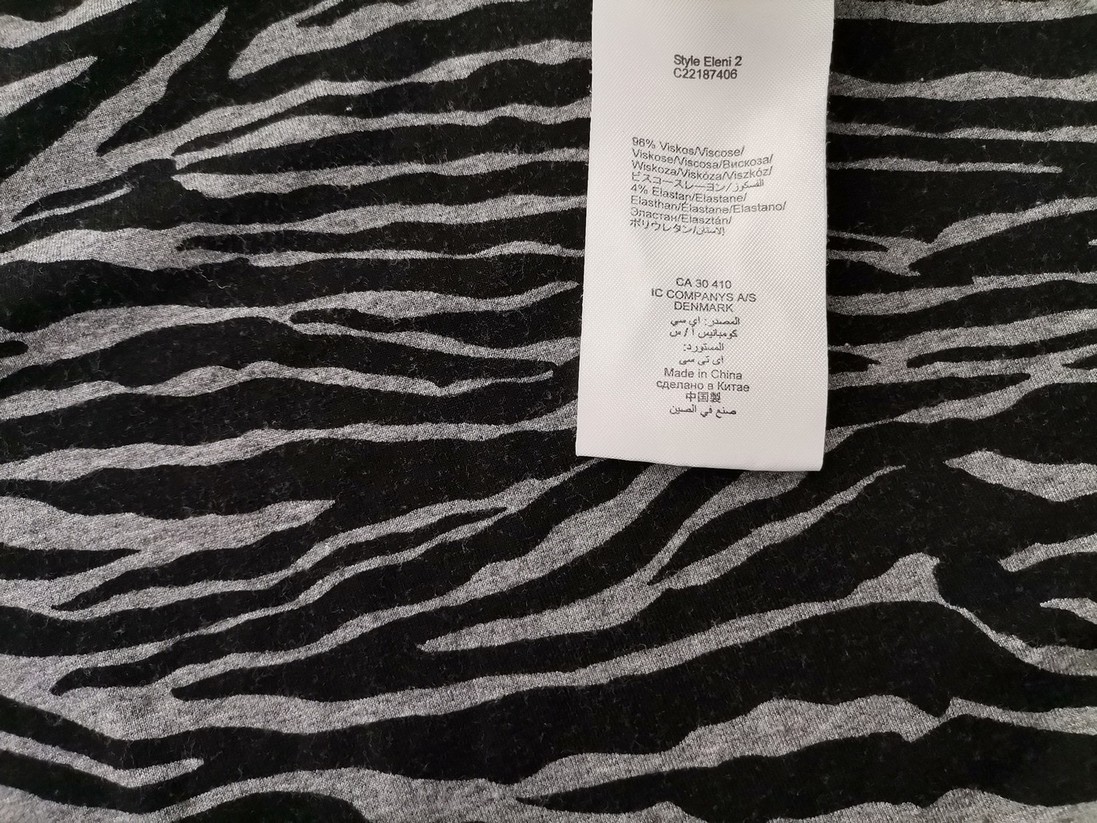 Style Eleni 2
C22187406
96% Viskos/Viscose/
Viskose/Viscosa/Вискоза/
Wiskoza/Viskóza/Viszkóz/
ビスコースレーヨン/الفسكوز
4% Elastan/Elastane/
Elasthan/Élastane/Elastano/
Эластан/Elasztán/
ポリウレタン/الاستان
CA 30 410
IC COMPANYS A/S
DENMARK
المصدر: اي سي
كومبانيس أ / س
المستورد:
اي تي سي
Made in China
сделано в Китае
中国製
صنع في الصين